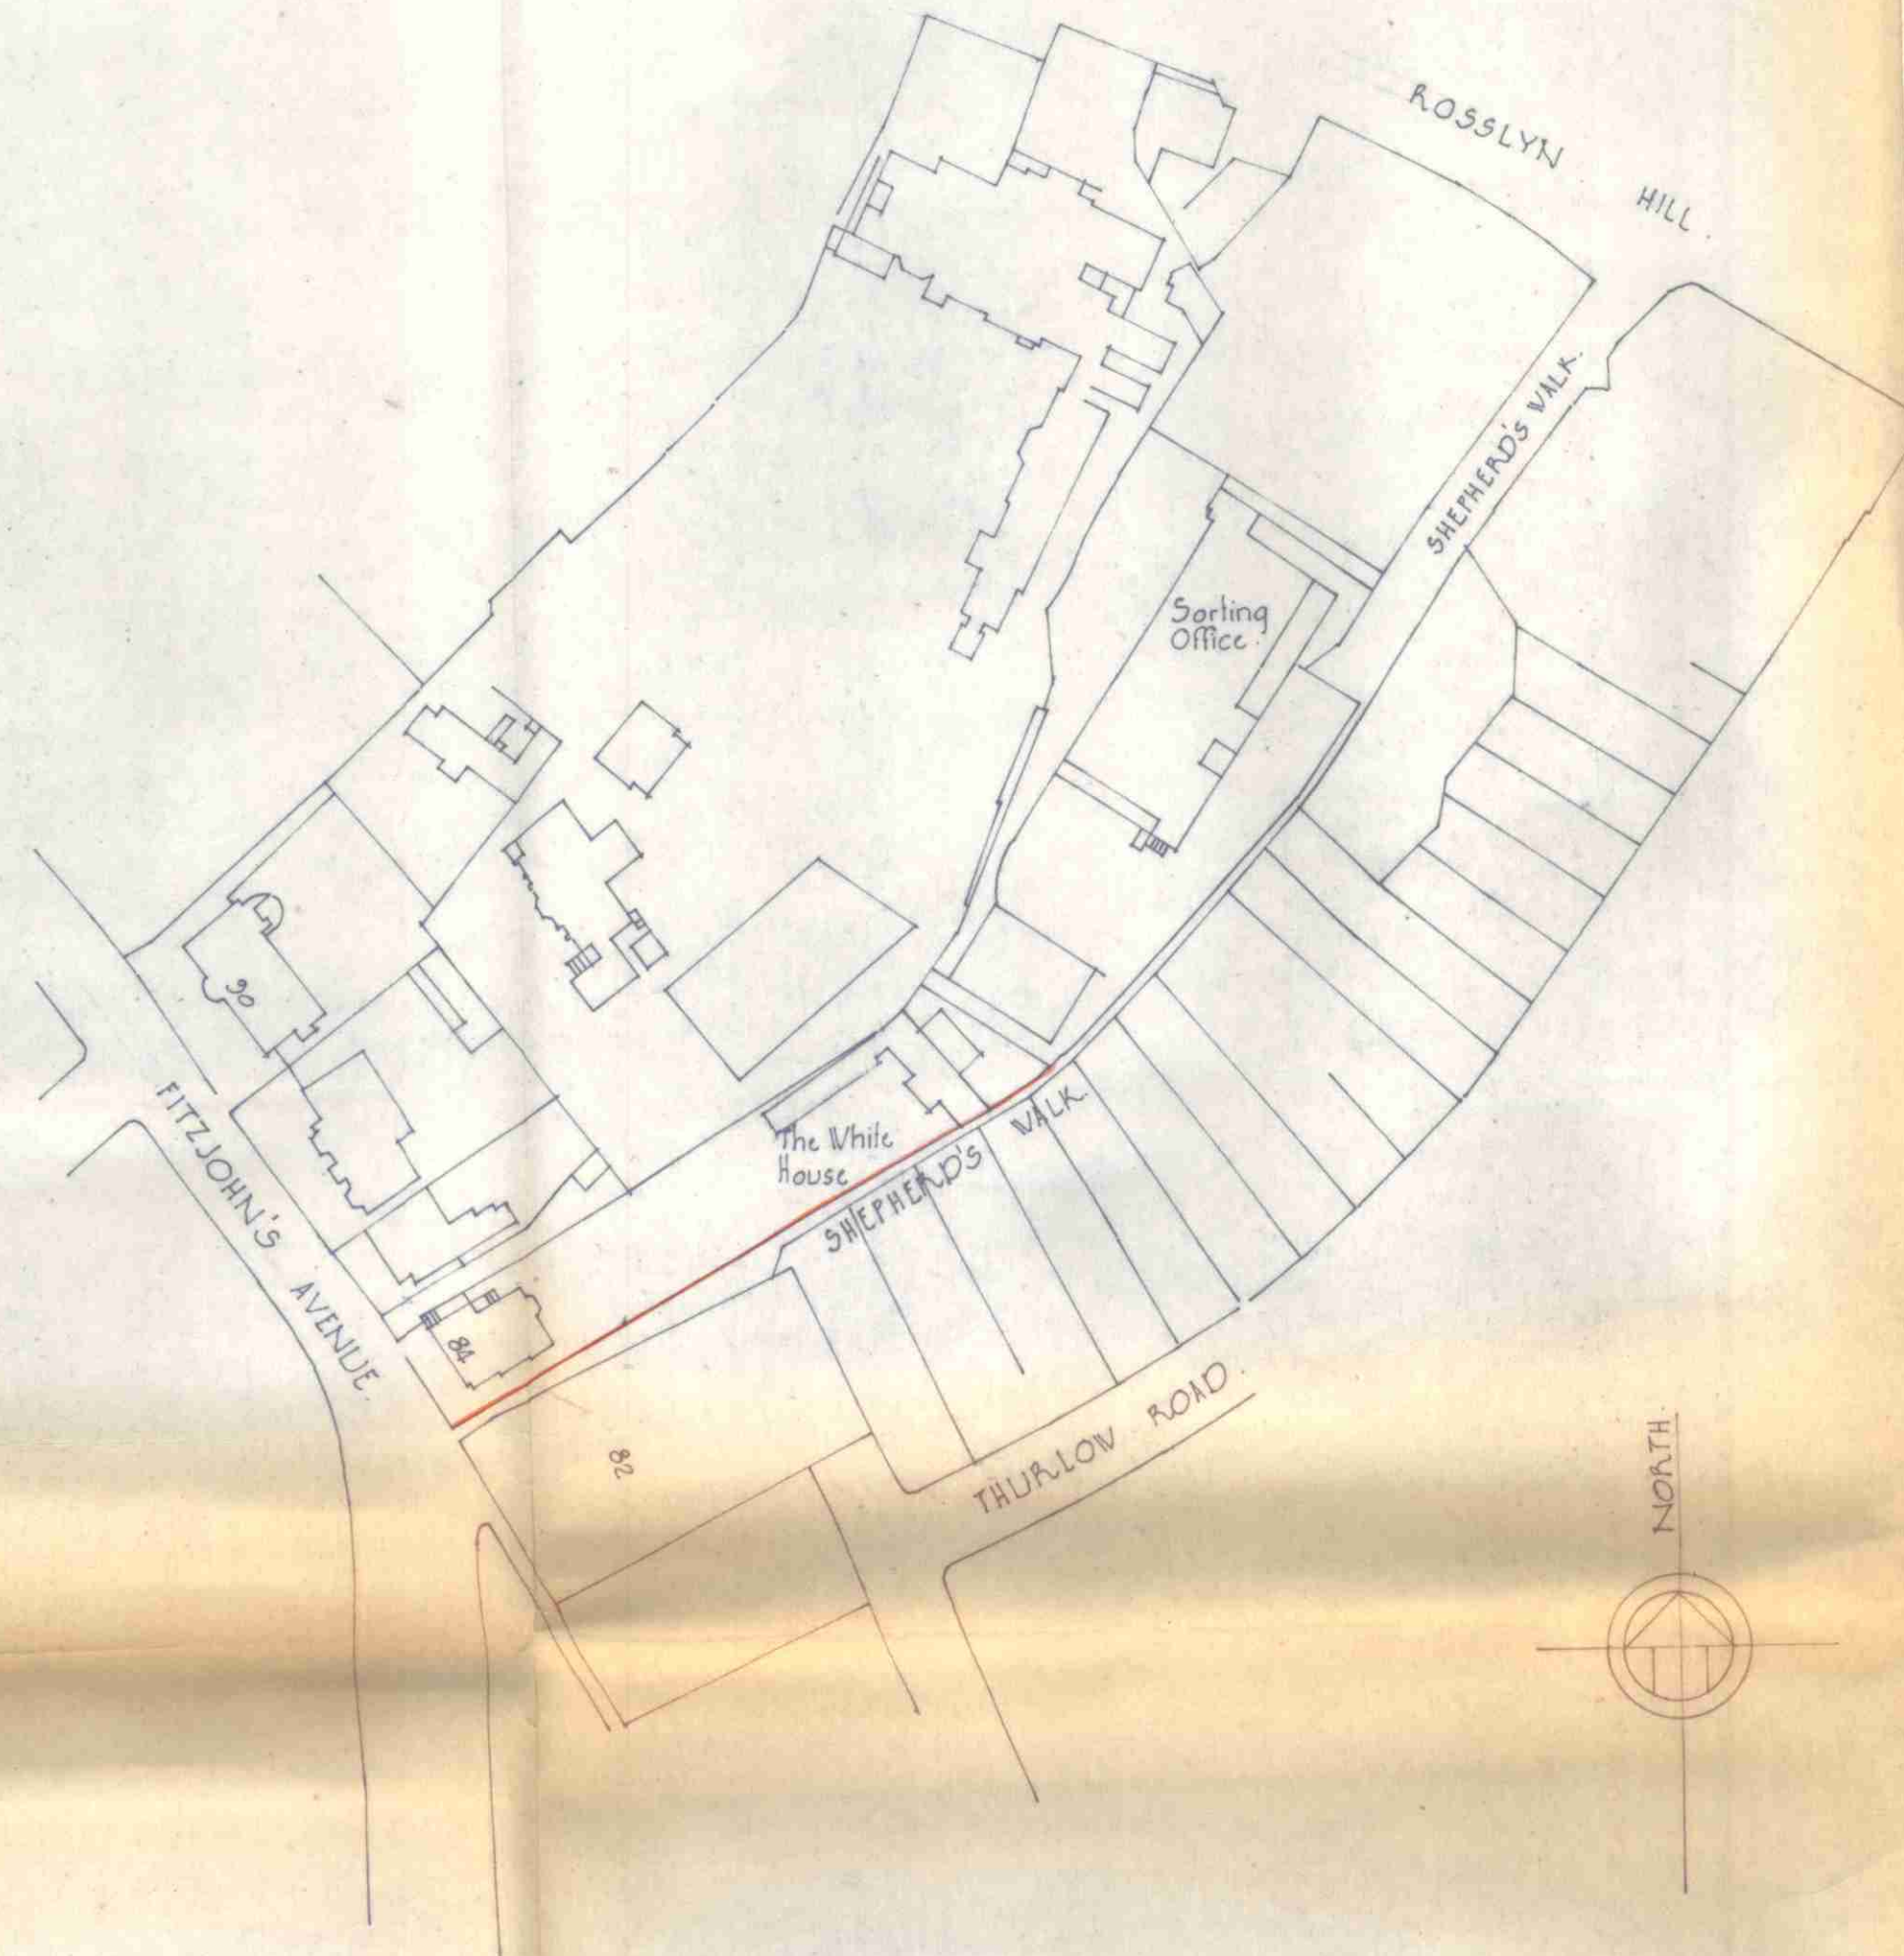 ROSSLYN HILL.
SHEPHERD'S WALK.
Sorting
Office.
90
FITZJOHN'S AVENUE.
The White
House
SHEPHERD'S WALK.
84
82
THURLOW ROAD.
NORTH.